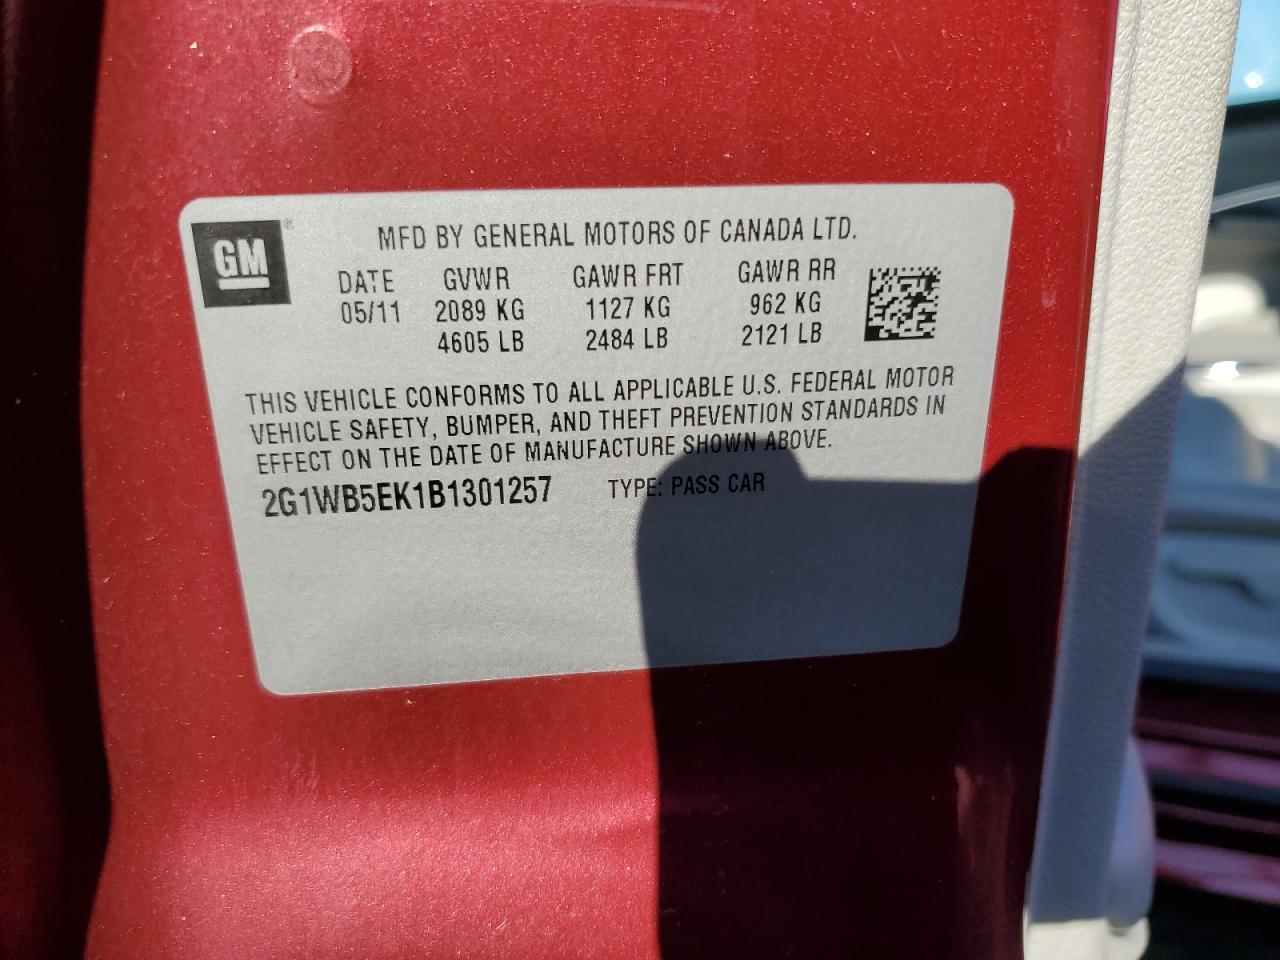 GM ®
MFD BY GENERAL MOTORS OF CANADA LTD.
DATE GVWR GAWR FRT GAWR RR
05/11 2089 KG 1127 KG 962 KG
4605 LB 2484 LB 2121 LB
THIS VEHICLE CONFORMS TO ALL APPLICABLE U.S. FEDERAL MOTOR
VEHICLE SAFETY, BUMPER, AND THEFT PREVENTION STANDARDS IN
EFFECT ON THE DATE OF MANUFACTURE SHOWN ABOVE.
2G1WB5EK1B1301257 TYPE: PASS CAR